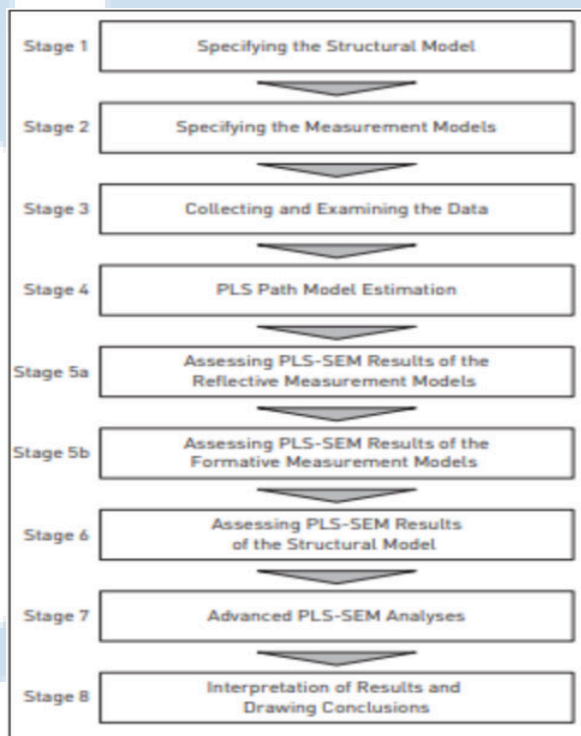 Stage 1
Specifying the Structural Model
Stage 2
Specifying the Measurement Models
Stage 3
Collecting and Examining the Data
Stage 4
PLS Path Model Estimation
Stage 5a
Assessing PLS-SEM Results of the
Reflective Measurement Models
Stage 5b
Assessing PLS-SEM Results of the
Formative Measurement Models
Stage 6
Assessing PLS-SEM Results
of the Structural Model
Stage 7
Advanced PLS-SEM Analyses
Stage 8
Interpretation of Results and
Drawing Conclusions